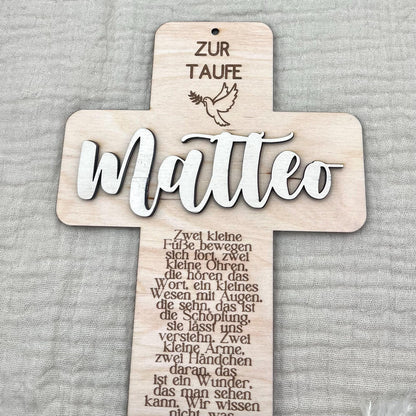 ZUR
TAUFE
Matteo
Zwei kleine
Füße bewegen
sich fort, zwei
kleine Ohren,
die hören das
Wort, ein kleines
Wesen mit Augen,
die sehn, das ist
die Schöpfung,
sie lässt uns
verstehn. Zwei
kleine Arme,
zwei Händchen
daran, das
ist ein Wunder,
das man sehen
kann. Wir wissen
nicht, was